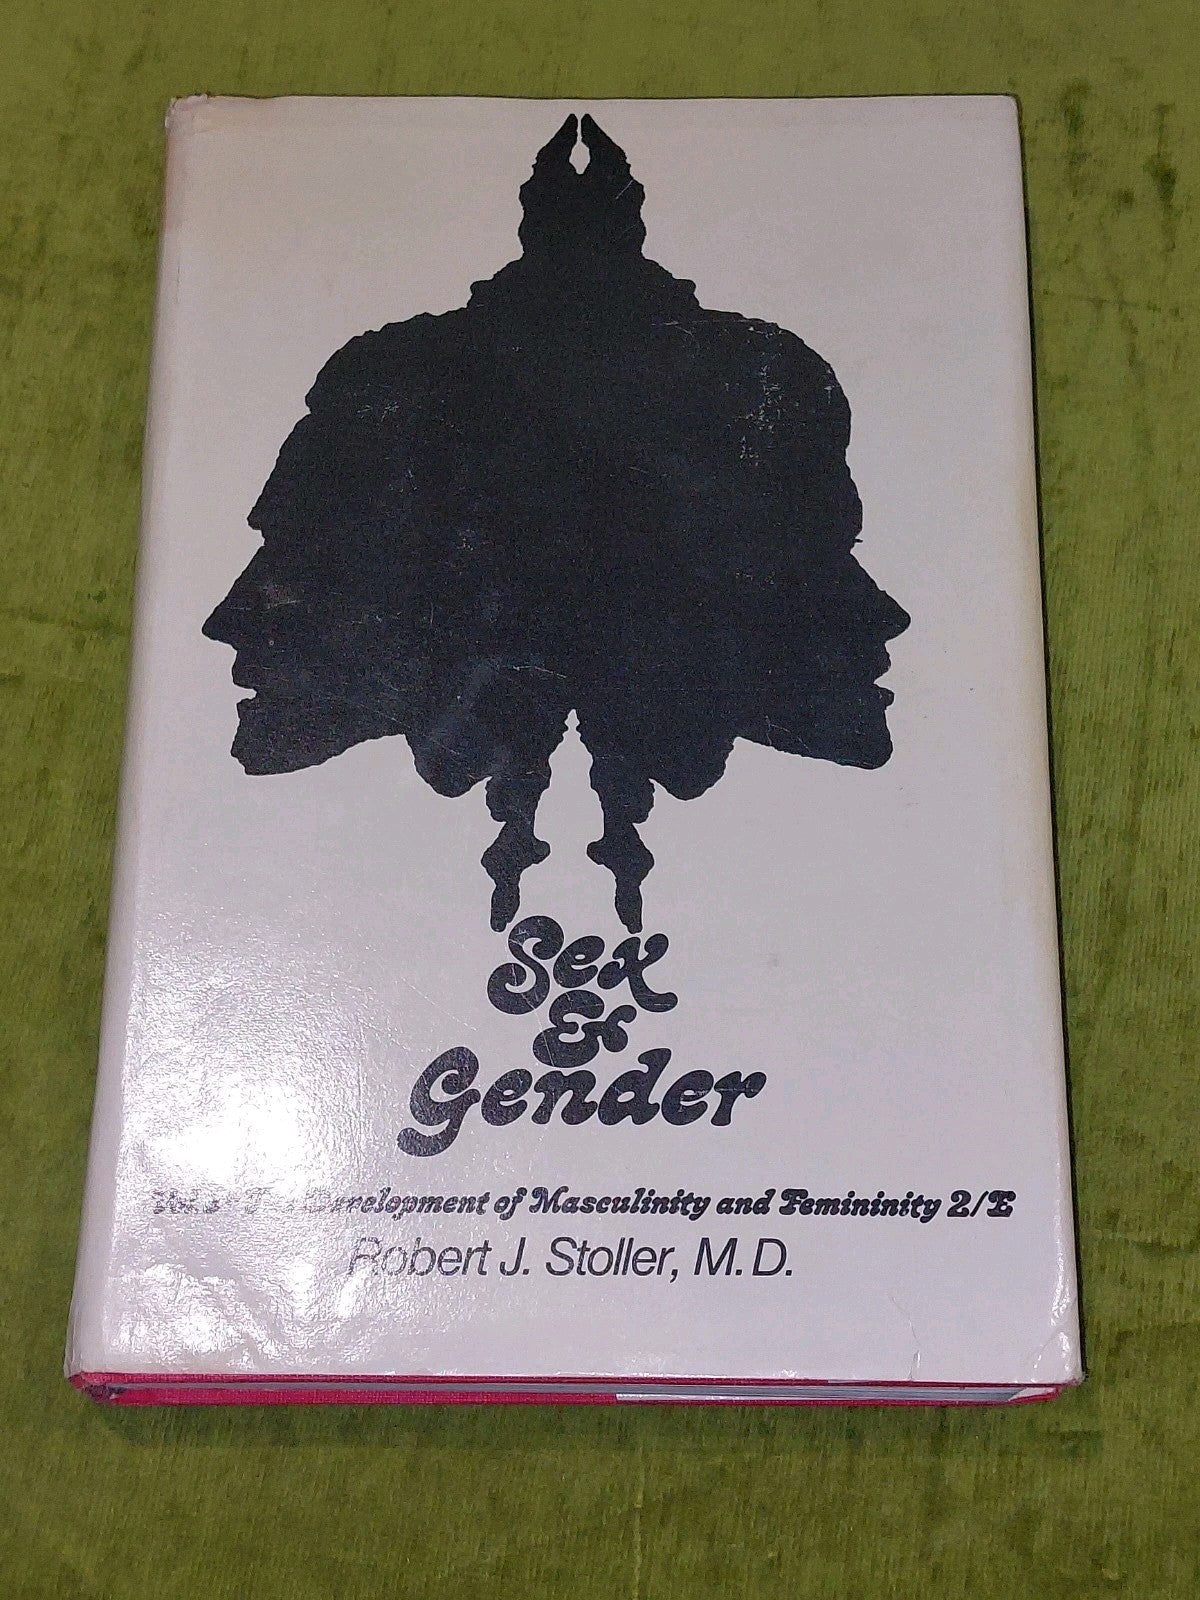 Sex
&
Gender
Development of Masculinity and Femininity 2/E
Robert J. Stoller, M.D.